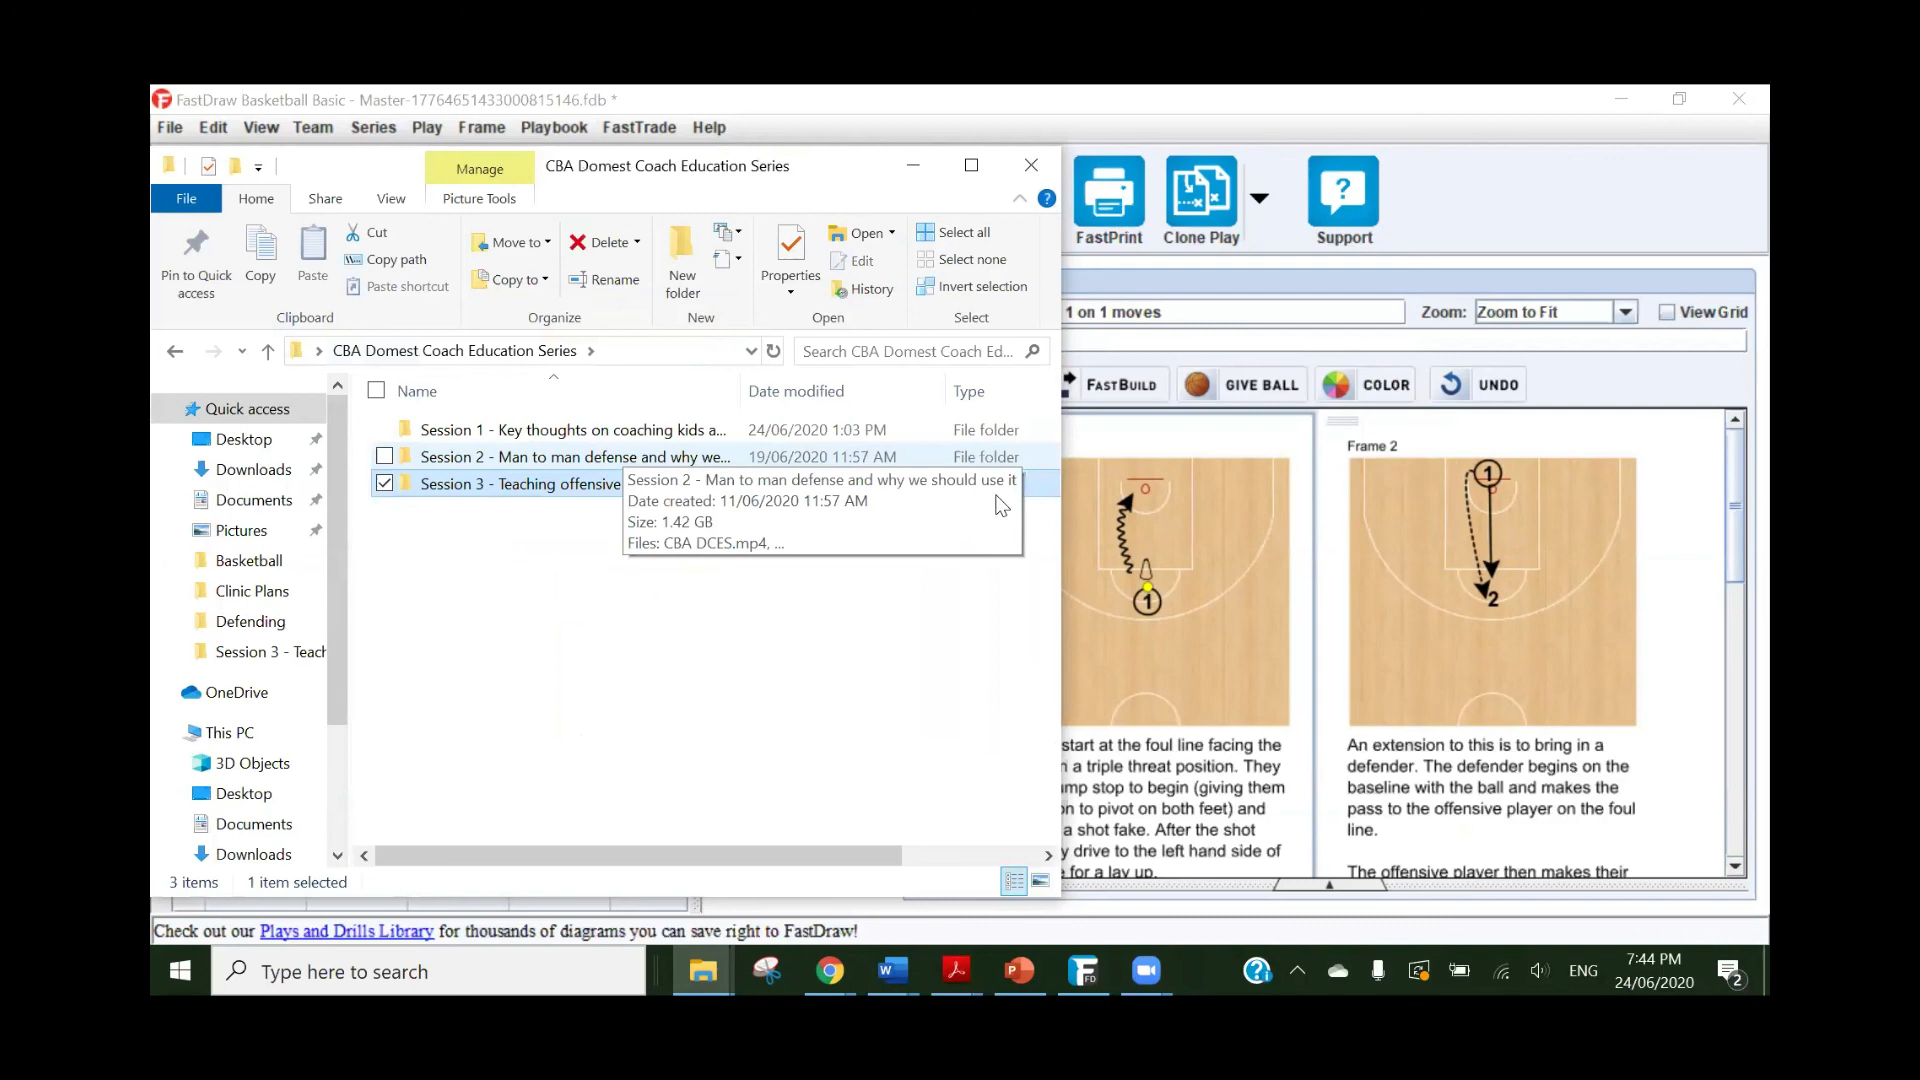 FastDraw Basketball Basic - Master-17764651433000815146.fdb *
File Edit View Team Series Play Frame Playbook FastTrade Help
Manage CBA Domest Coach Education Series
File Home Share View Picture Tools
Pin to Quick access
Copy
Paste
Cut
Copy path
Paste shortcut
Clipboard
Move to
Copy to
Delete
Rename
Organize
New folder
New
Properties
Open
Edit
History
Open
Select all
Select none
Invert selection
Select
FastPrint
Clone Play
Support
CBA Domest Coach Education Series
Search CBA Domest Coach Ed...
Name Date modified Type
Session 1 - Key thoughts on coaching kids a... 24/06/2020 1:03 PM File folder
Session 2 - Man to man defense and why we... 19/06/2020 11:57 AM File folder
Session 3 - Teaching offensive
Session 2 - Man to man defense and why we should use it
Date created: 11/06/2020 11:57 AM
Size: 1.42 GB
Files: CBA DCES.mp4, ...
Quick access
Desktop
Downloads
Documents
Pictures
Basketball
Clinic Plans
Defending
Session 3 - Teach
OneDrive
This PC
3D Objects
Desktop
Documents
Downloads
3 items 1 item selected
1 on 1 moves
Zoom: Zoom to Fit View Grid
FASTBUILD GIVE BALL COLOR UNDO
1
start at the foul line facing the
a triple threat position. They
mp stop to begin (giving them
on to pivot on both feet) and
a shot fake. After the shot
y drive to the left hand side of
e for a lay up.
Frame 2
1
2
An extension to this is to bring in a
defender. The defender begins on the
baseline with the ball and makes the
pass to the offensive player on the foul
line.
The offensive player then makes their
Check out our Plays and Drills Library for thousands of diagrams you can save right to FastDraw!
Type here to search
FD
ENG
7:44 PM
24/06/2020
2